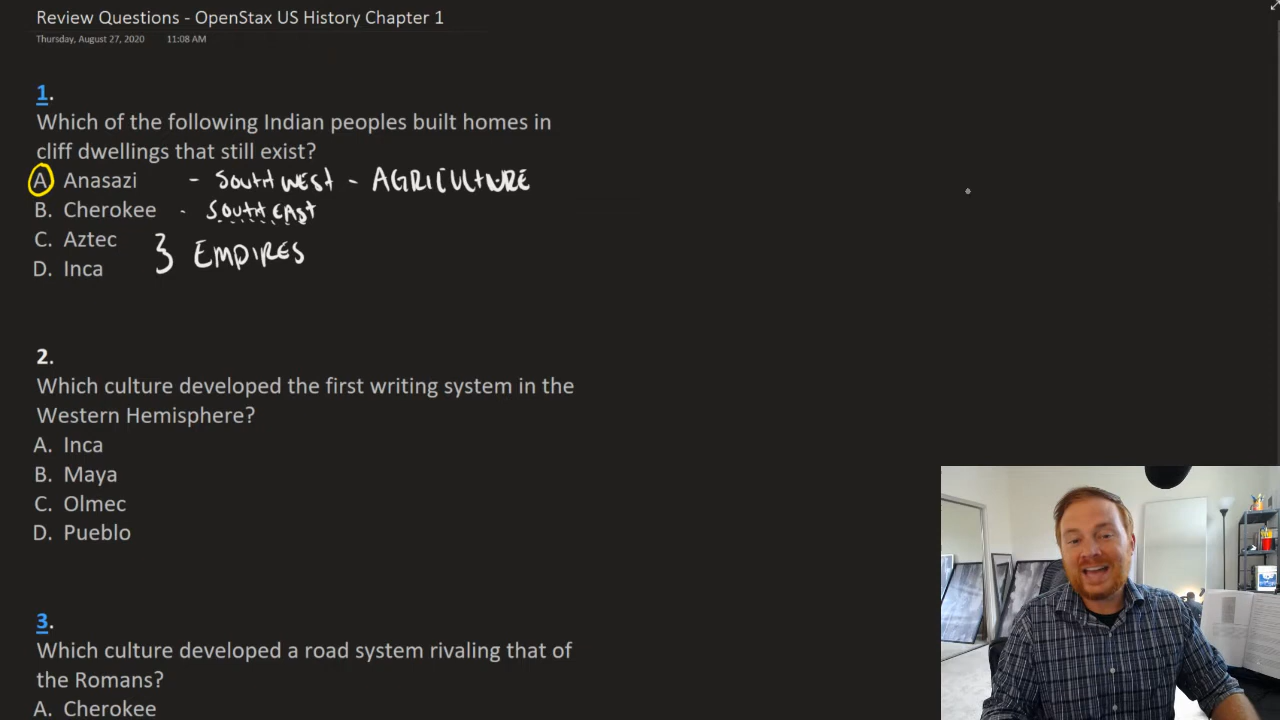 Review Questions - OpenStax US History Chapter 1
Thursday, August 27, 2020 11:08 AM
1.
Which of the following Indian peoples built homes in
cliff dwellings that still exist?
A. Anasazi - SOUTHWEST - AGRICULTURE
B. Cherokee - SOUTHEAST
C. Aztec } EMPIRES
D. Inca
2.
Which culture developed the first writing system in the
Western Hemisphere?
A. Inca
B. Maya
C. Olmec
D. Pueblo
3.
Which culture developed a road system rivaling that of
the Romans?
A. Cherokee